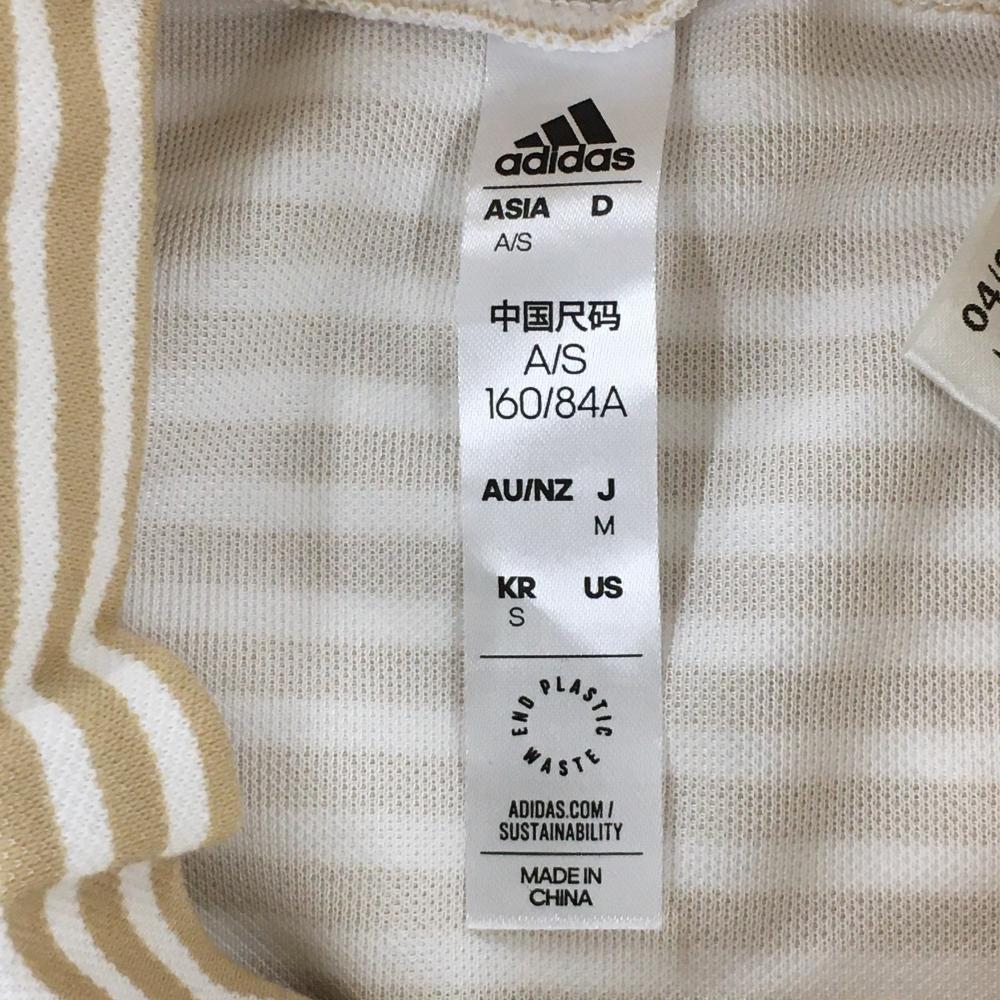 adidas
ASIA D
A/S
中国尺码
A/S
160/84A
AU/NZ J
M
KR US
S
END PLASTIC WASTE
ADIDAS.COM /
SUSTAINABILITY
MADE IN
CHINA
04/